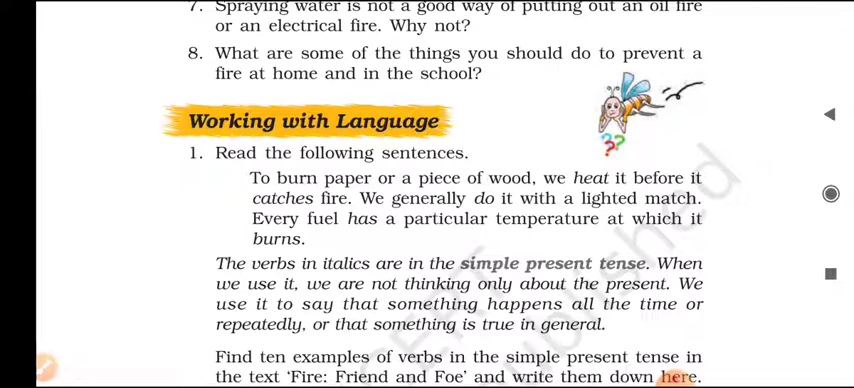 7. Spraying water is not a good way of putting out an oil fire
or an electrical fire. Why not?
8. What are some of the things you should do to prevent a
fire at home and in the school?
Working with Language
??
1. Read the following sentences.
To burn paper or a piece of wood, we heat it before it
catches fire. We generally do it with a lighted match.
Every fuel has a particular temperature at which it
burns.
The verbs in italics are in the simple present tense. When
we use it, we are not thinking only about the present. We
use it to say that something happens all the time or
repeatedly, or that something is true in general.
Find ten examples of verbs in the simple present tense in
the text ‘Fire: Friend and Foe’ and write them down here.